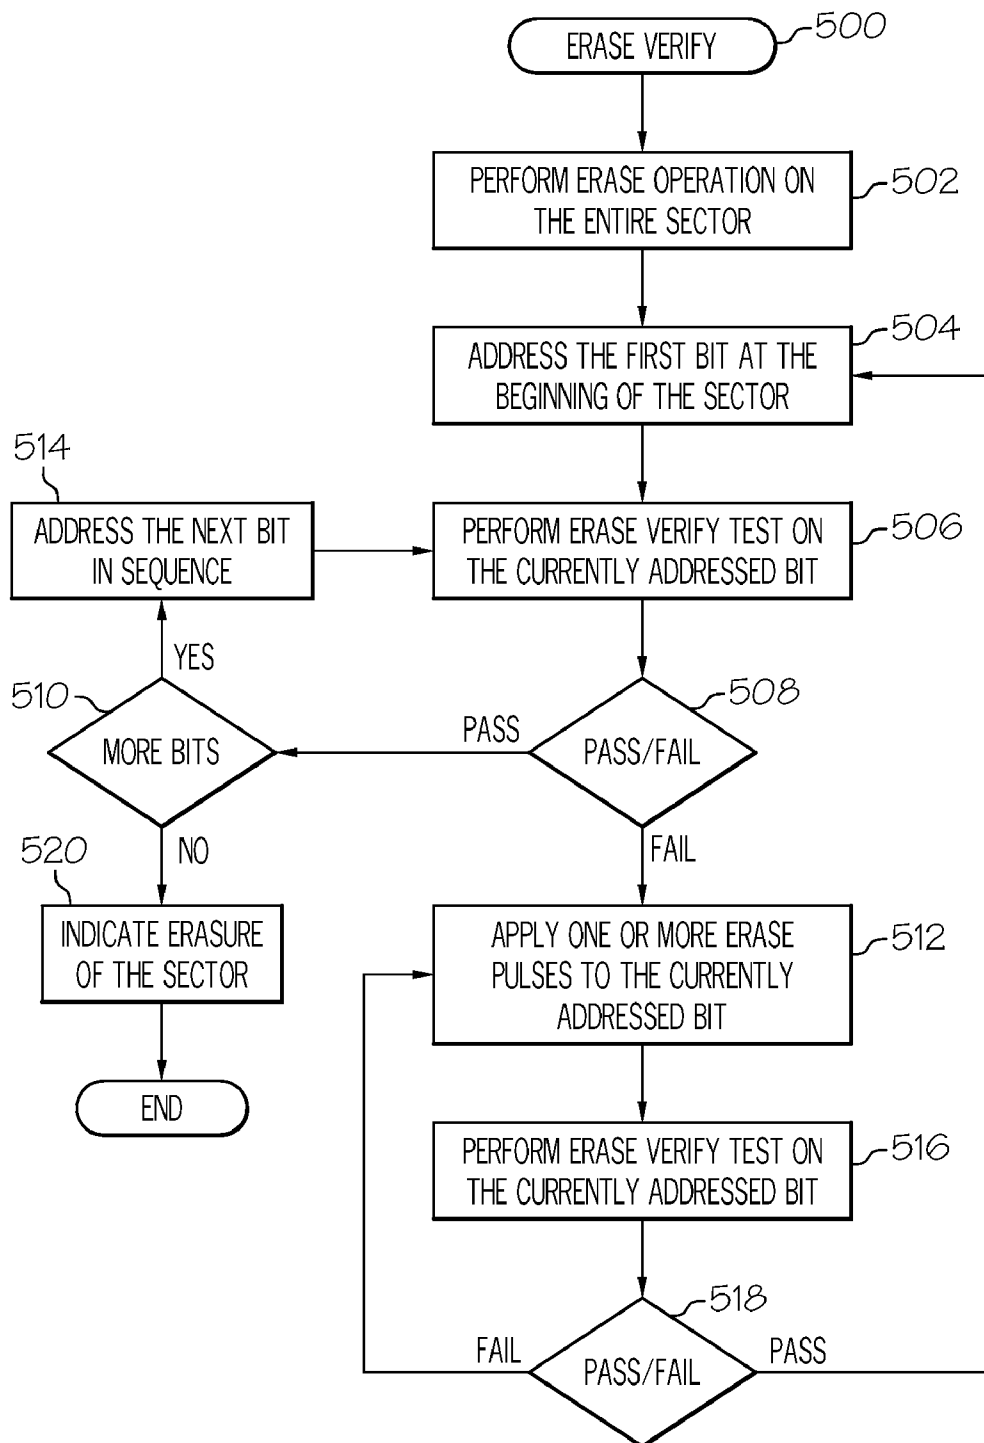 ERASE VERIFY
500
PERFORM ERASE OPERATION ON
THE ENTIRE SECTOR
502
ADDRESS THE FIRST BIT AT THE
BEGINNING OF THE SECTOR
504
514
ADDRESS THE NEXT BIT
IN SEQUENCE
PERFORM ERASE VERIFY TEST ON
THE CURRENTLY ADDRESSED BIT
506
YES
510
MORE BITS
PASS
PASS/FAIL
508
NO
FAIL
520
INDICATE ERASURE
OF THE SECTOR
APPLY ONE OR MORE ERASE
PULSES TO THE CURRENTLY
ADDRESSED BIT
512
END
PERFORM ERASE VERIFY TEST ON
THE CURRENTLY ADDRESSED BIT
516
518
FAIL
PASS/FAIL
PASS